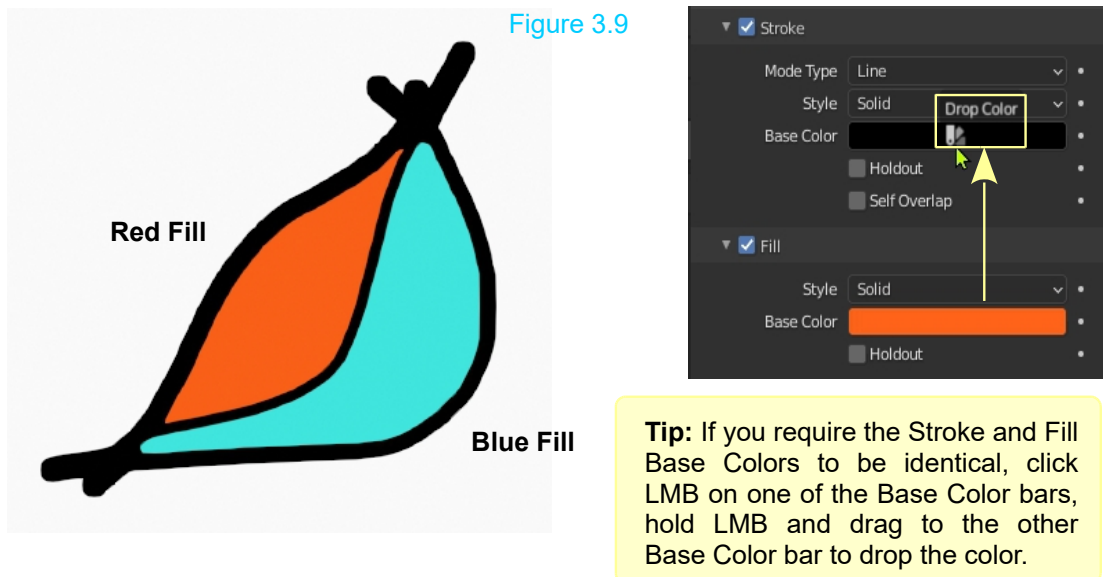 Figure 3.9
Red Fill
Blue Fill
Stroke
Mode Type Line
Style Solid
Drop Color
Base Color
Holdout
Self Overlap
Fill
Style Solid
Base Color
Holdout
Tip: If you require the Stroke and Fill
Base Colors to be identical, click
LMB on one of the Base Color bars,
hold LMB and drag to the other
Base Color bar to drop the color.